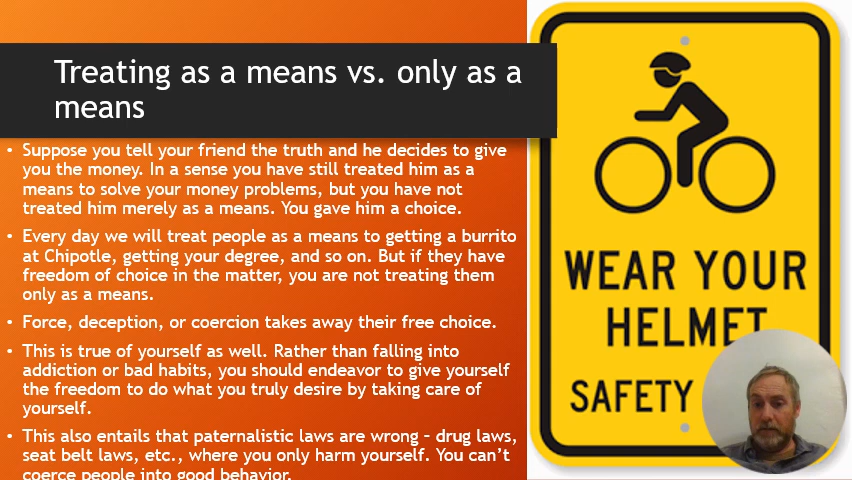 Treating as a means vs. only as a
means
• Suppose you tell your friend the truth and he decides to give
you the money. In a sense you have still treated him as a
means to solve your money problems, but you have not
treated him merely as a means. You gave him a choice.
• Every day we will treat people as a means to getting a burrito
at Chipotle, getting your degree, and so on. But if they have
freedom of choice in the matter, you are not treating them
only as a means.
• Force, deception, or coercion takes away their free choice.
• This is true of yourself as well. Rather than falling into
addiction or bad habits, you should endeavor to give yourself
the freedom to do what you truly desire by taking care of
yourself.
• This also entails that paternalistic laws are wrong – drug laws,
seat belt laws, etc., where you only harm yourself. You can't
coerce people into good behavior.
WEAR YOUR
HELMET
SAFETY